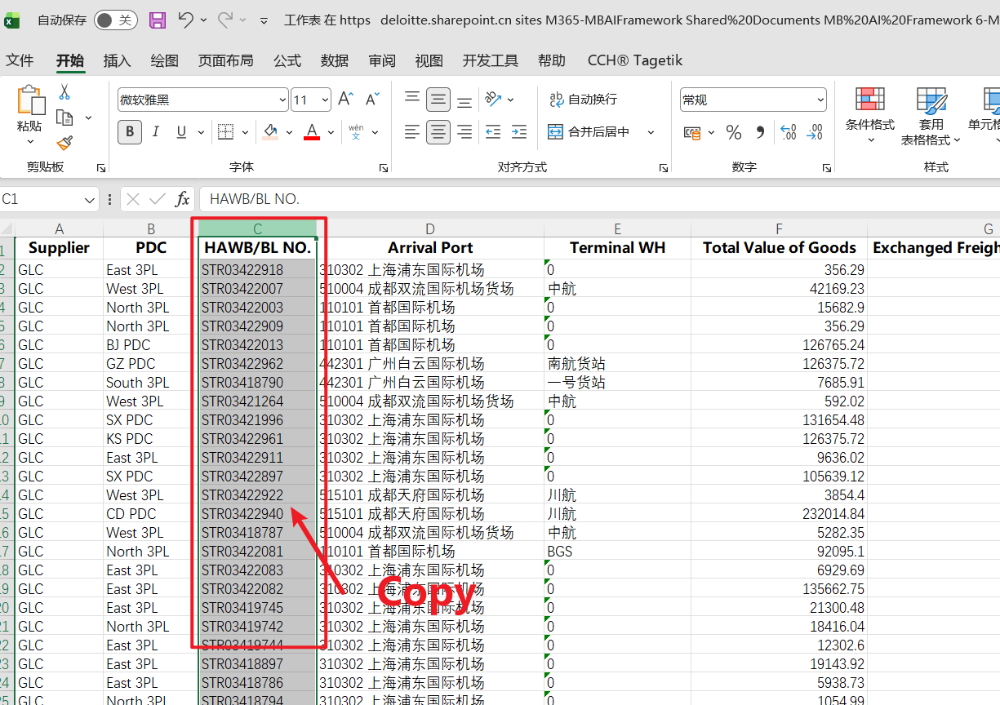 自动保存 关 工作表 在 https deloitte.sharepoint.cn sites M365-MBAIFramework Shared%20Documents MB%20AI%20Framework 6-M
文件 开始 插入 绘图 页面布局 公式 数据 审阅 视图 开发工具 帮助 CCH® Tagetik
微软雅黑 11 A A ab 自动换行 常规
粘贴 B I U A wén 文 合并后居中 % 条件格式 套用 表格格式 单元格
剪贴板 字体 对齐方式 数字 样式
C1 fx HAWB/BL NO.
A B C D E F G
1 Supplier PDC HAWB/BL NO. Arrival Port Terminal WH Total Value of Goods Exchanged Freigh
2 GLC East 3PL STR03422918 310302 上海浦东国际机场 0 356.29
3 GLC West 3PL STR03422007 510004 成都双流国际机场货场 中航 42169.23
4 GLC North 3PL STR03422003 110101 首都国际机场 0 15682.9
5 GLC North 3PL STR03422909 110101 首都国际机场 0 356.29
6 GLC BJ PDC STR03422013 110101 首都国际机场 0 126765.24
7 GLC GZ PDC STR03422962 442301 广州白云国际机场 南航货站 126375.72
8 GLC South 3PL STR03418790 442301 广州白云国际机场 一号货站 7685.91
9 GLC West 3PL STR03421264 510004 成都双流国际机场货场 中航 592.02
10 GLC SX PDC STR03421996 310302 上海浦东国际机场 0 131654.48
11 GLC KS PDC STR03422961 310302 上海浦东国际机场 0 126375.72
12 GLC East 3PL STR03422911 310302 上海浦东国际机场 0 9636.02
13 GLC SX PDC STR03422897 310302 上海浦东国际机场 0 105639.12
14 GLC West 3PL STR03422922 515101 成都天府国际机场 川航 3854.4
15 GLC CD PDC STR03422940 515101 成都天府国际机场 川航 232014.84
16 GLC West 3PL STR03418787 510004 成都双流国际机场货场 中航 5282.35
17 GLC North 3PL STR03422081 110101 首都国际机场 BGS 92095.1
18 GLC East 3PL STR03422083 310302 上海浦东国际机场 0 6929.69
19 GLC East 3PL STR03422082 310302 上海浦东国际机场 0 135662.75
Copy
20 GLC East 3PL STR03419745 310302 上海浦东国际机场 0 21300.48
21 GLC North 3PL STR03419742 310302 上海浦东国际机场 0 18416.04
22 GLC East 3PL STR03419744 310302 上海浦东国际机场 0 12302.6
23 GLC East 3PL STR03418897 310302 上海浦东国际机场 0 19143.92
24 GLC East 3PL STR03418786 310302 上海浦东国际机场 0 5938.73
25 GLC North 3PL STR03418794 310302 上海浦东国际机场 0 1054.99